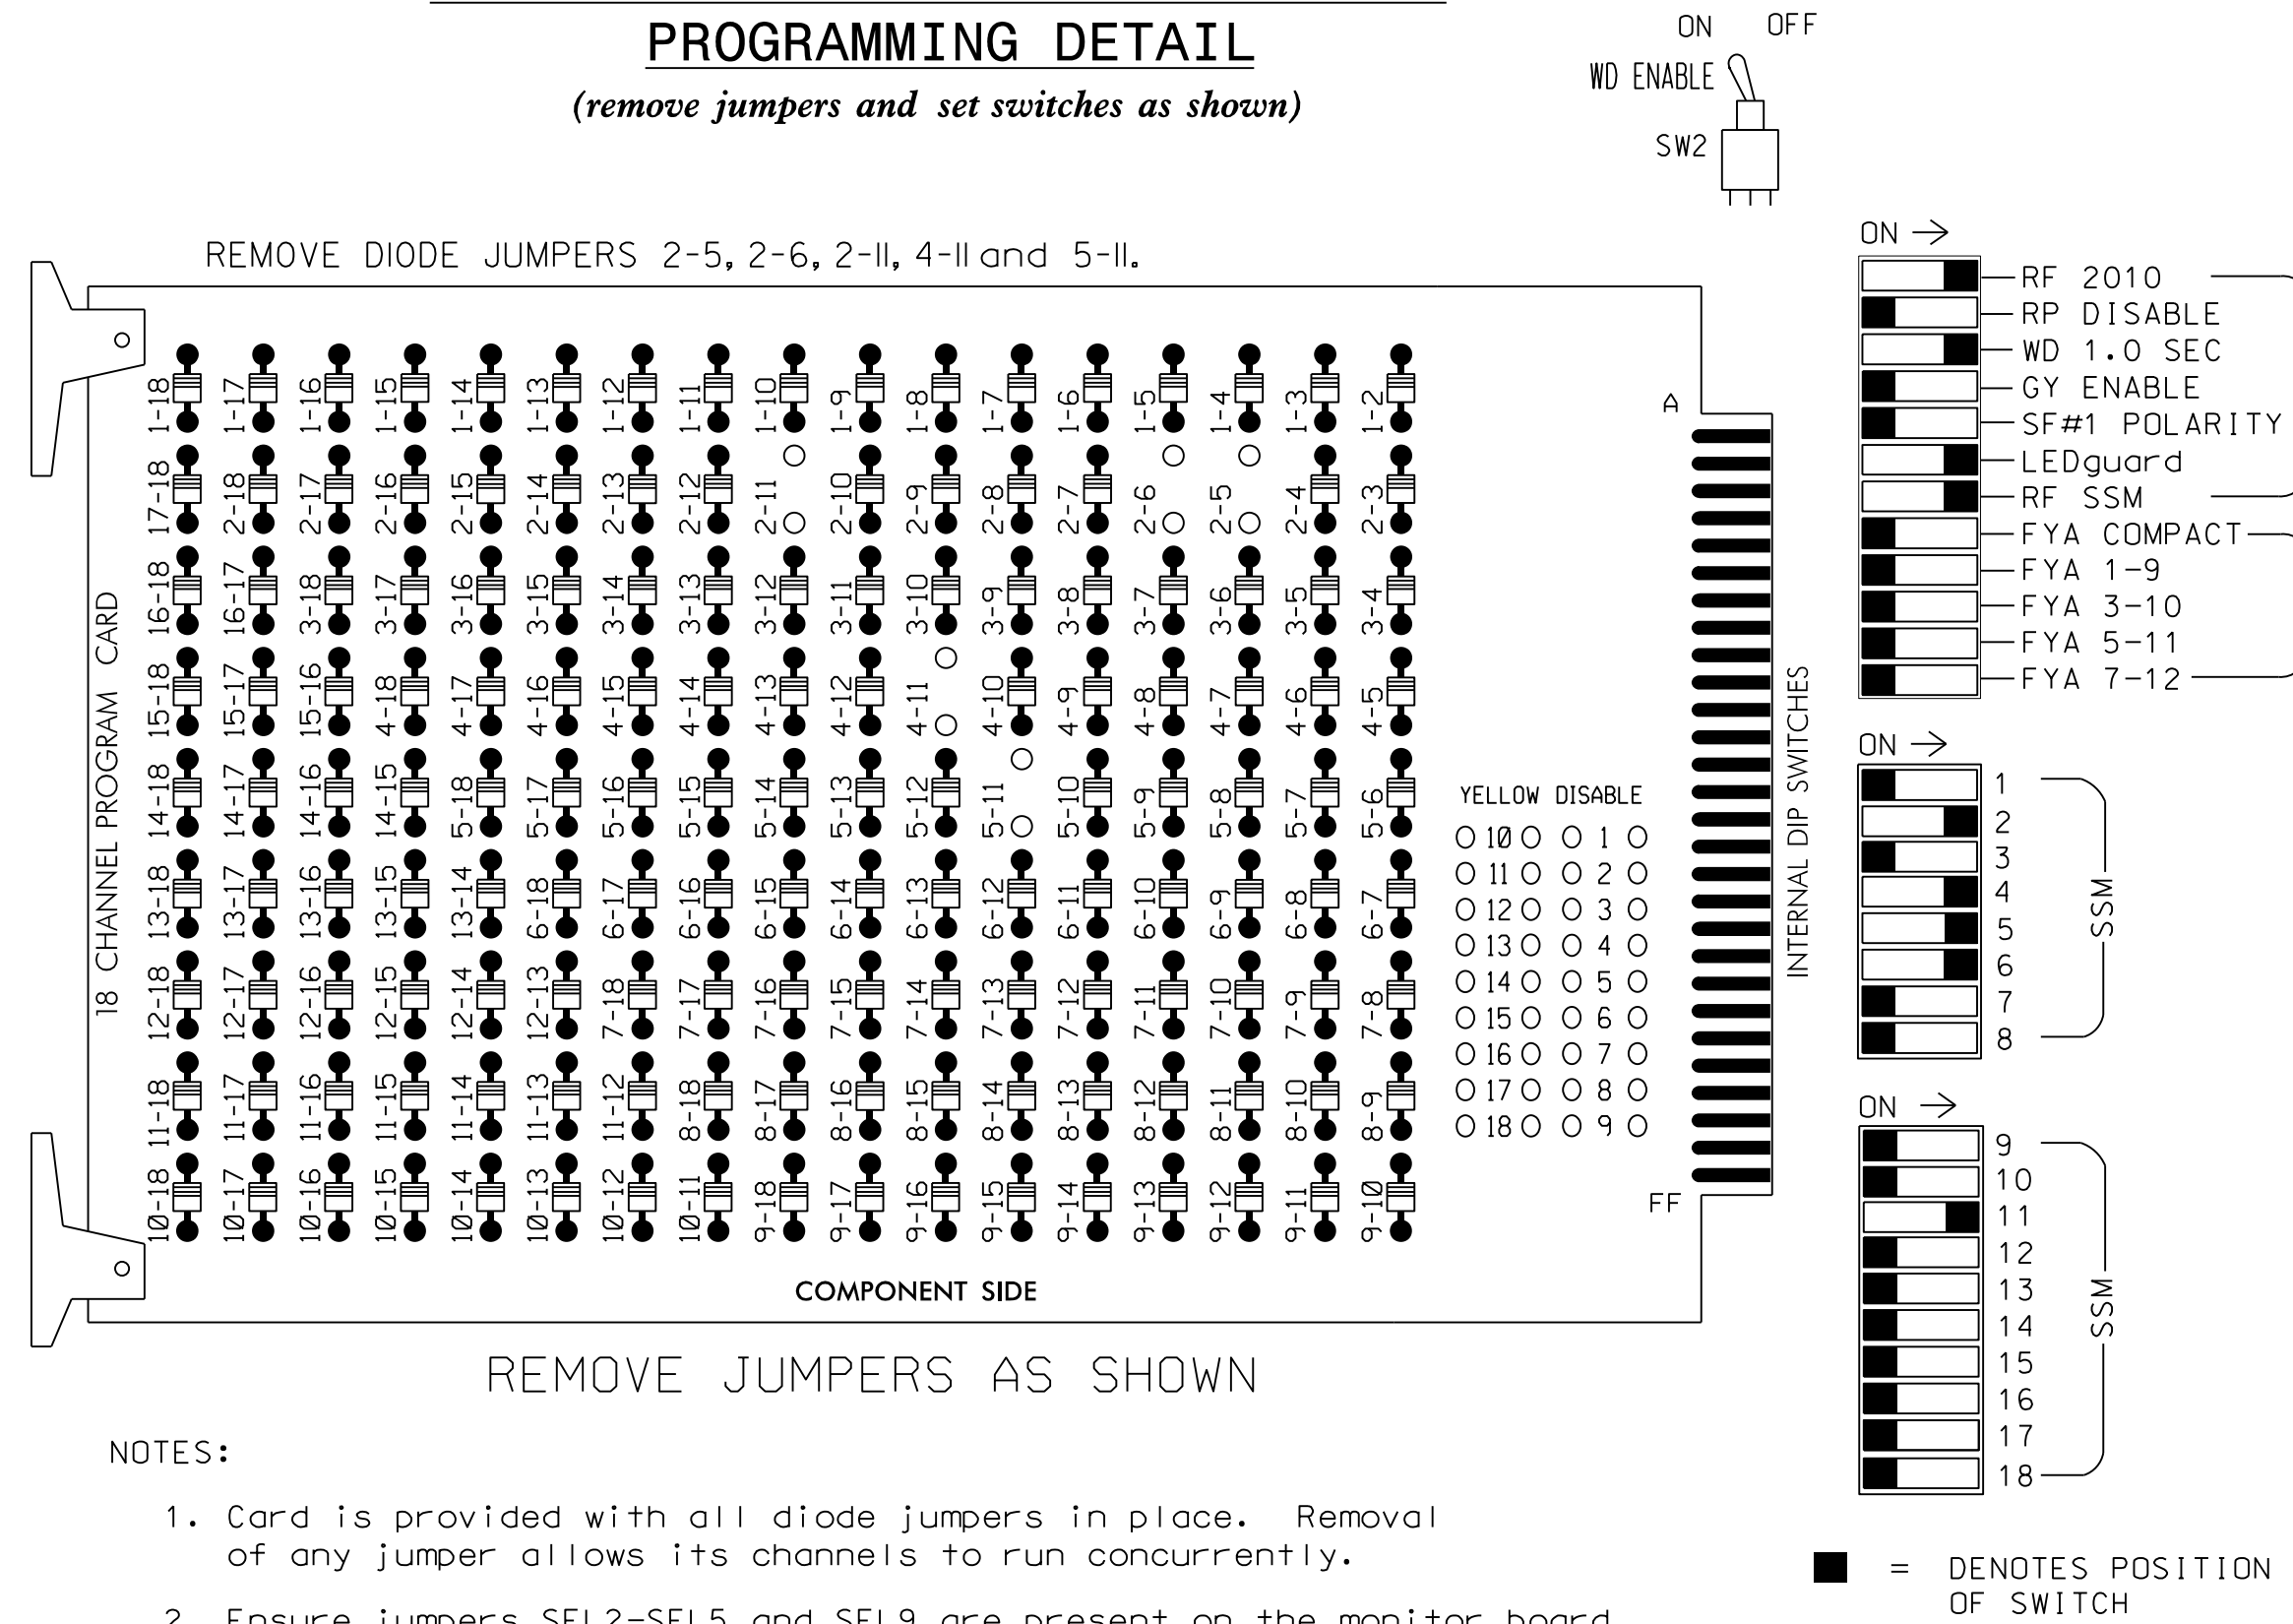 PROGRAMMING DETAIL
(remove jumpers and set switches as shown)
ON OFF
WD ENABLE
SW2
REMOVE DIODE JUMPERS 2-5, 2-6, 2-11, 4-11 and 5-11.
18 CHANNEL PROGRAM CARD
1-18 1-17 1-16 1-15 1-14 1-13 1-12 1-11 1-10 1-9 1-8 1-7 1-6 1-5 1-4 1-3 1-2
17-18 2-18 2-17 2-16 2-15 2-14 2-13 2-12 2-11 2-10 2-9 2-8 2-7 2-6 2-5 2-4 2-3
16-18 16-17 3-18 3-17 3-16 3-15 3-14 3-13 3-12 3-11 3-10 3-9 3-8 3-7 3-6 3-5 3-4
15-18 15-17 15-16 4-18 4-17 4-16 4-15 4-14 4-13 4-12 4-11 4-10 4-9 4-8 4-7 4-6 4-5
14-18 14-17 14-16 14-15 5-18 5-17 5-16 5-15 5-14 5-13 5-12 5-11 5-10 5-9 5-8 5-7 5-6
13-18 13-17 13-16 13-15 13-14 6-18 6-17 6-16 6-15 6-14 6-13 6-12 6-11 6-10 6-9 6-8 6-7
12-18 12-17 12-16 12-15 12-14 12-13 7-18 7-17 7-16 7-15 7-14 7-13 7-12 7-11 7-10 7-9 7-8
11-18 11-17 11-16 11-15 11-14 11-13 11-12 8-18 8-17 8-16 8-15 8-14 8-13 8-12 8-11 8-10 8-9
10-18 10-17 10-16 10-15 10-14 10-13 10-12 10-11 9-18 9-17 9-16 9-15 9-14 9-13 9-12 9-11 9-10
A
YELLOW DISABLE
10 1
11 2
12 3
13 4
14 5
15 6
16 7
17 8
18 9
FF
COMPONENT SIDE
INTERNAL DIP SWITCHES
ON
RF 2010
RP DISABLE
WD 1.0 SEC
GY ENABLE
SF#1 POLARITY
LEDguard
RF SSM
FYA COMPACT
FYA 1-9
FYA 3-10
FYA 5-11
FYA 7-12
ON
1
2
3
4
5
6
7
8
SSM
ON
9
10
11
12
13
14
15
16
17
18
SSM
REMOVE JUMPERS AS SHOWN
NOTES:
1. Card is provided with all diode jumpers in place. Removal
of any jumper allows its channels to run concurrently.
2. Ensure jumpers SEL2-SEL5 and SEL9 are present on the monitor board.
= DENOTES POSITION
OF SWITCH